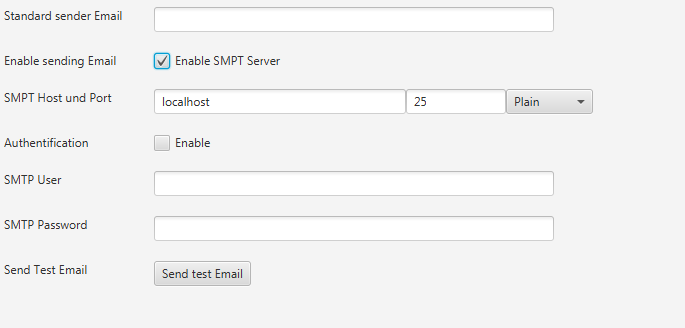 Standard sender Email
Enable sending Email Enable SMPT Server
SMPT Host und Port localhost 25 Plain
Authentification Enable
SMTP User
SMTP Password
Send Test Email Send test Email